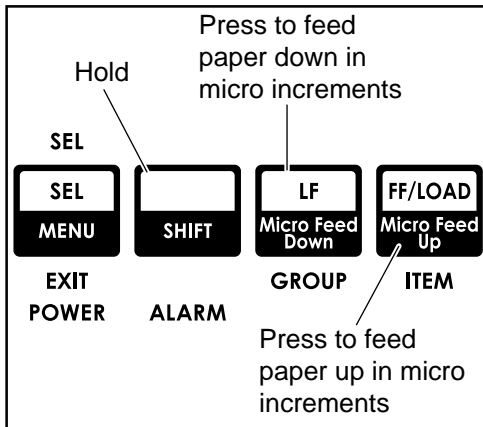 Press to feed
paper down in
micro increments
Hold
SEL
SEL
MENU
SHIFT
LF
Micro Feed
Down
FF/LOAD
Micro Feed
Up
EXIT
GROUP
ITEM
POWER
ALARM
Press to feed
paper up in micro
increments